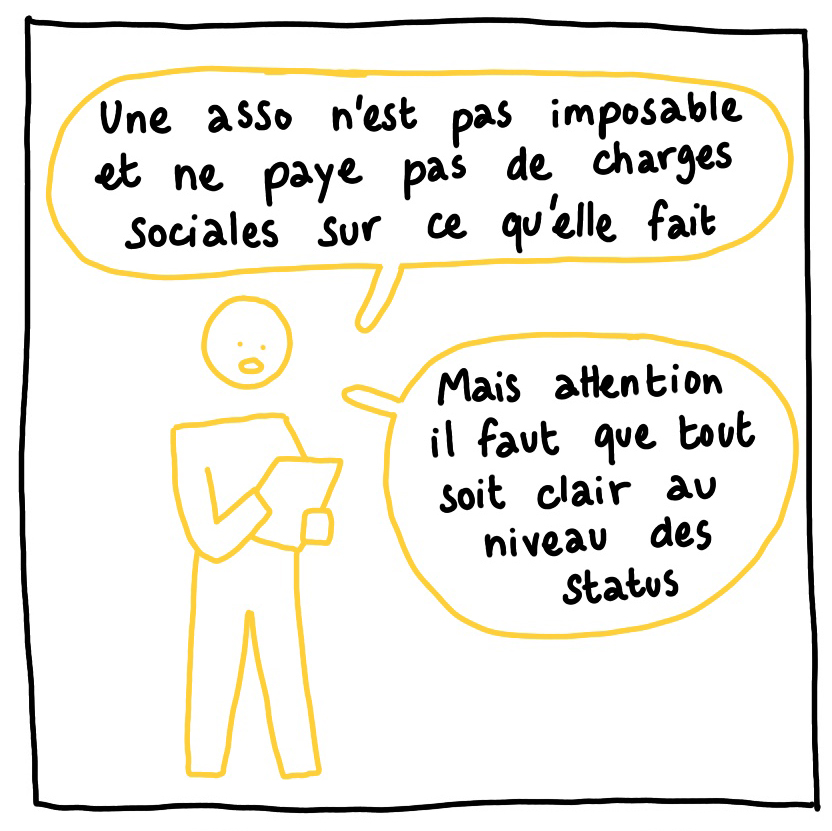 Une asso n'est pas imposable
et ne paye pas de charges
sociales sur ce qu'elle fait
Mais attention
il faut que tout
soit clair au
niveau des
status